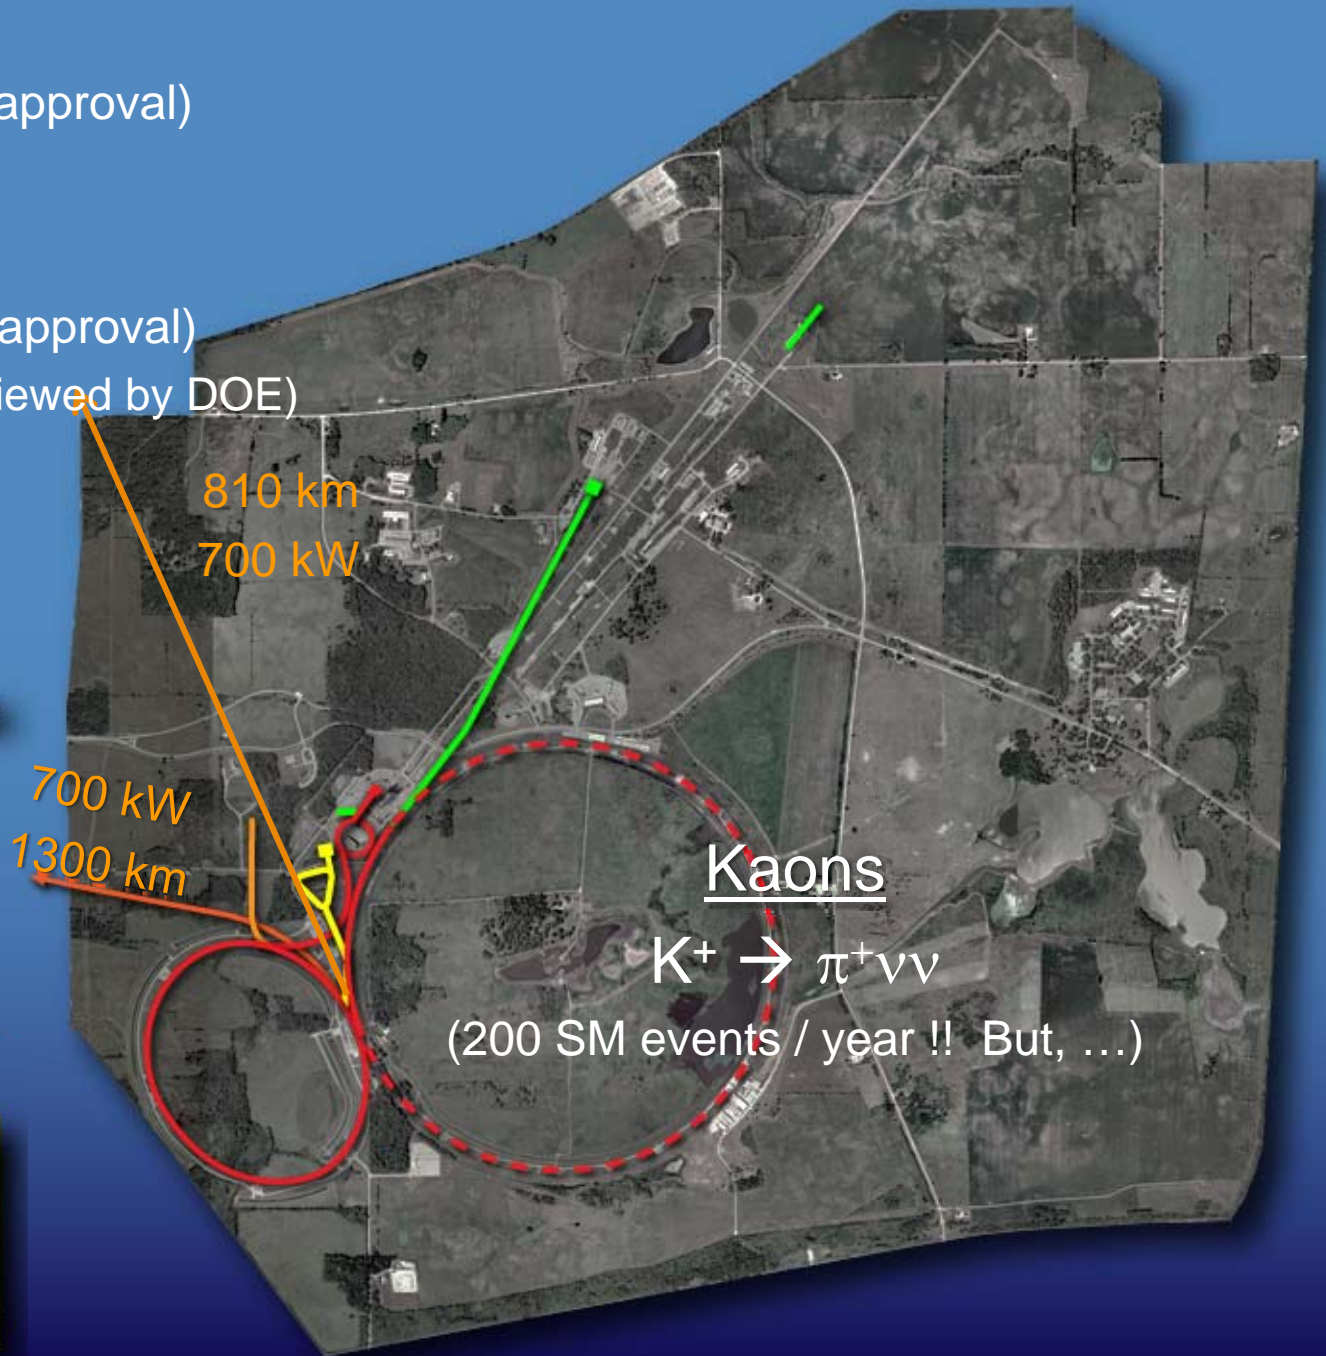 approval)
approval)
iewed by DOE)
810 km
700 kW
700 kW
1300 km
Kaons
K⁺ → π⁺νν
(200 SM events / year !!  But, …)